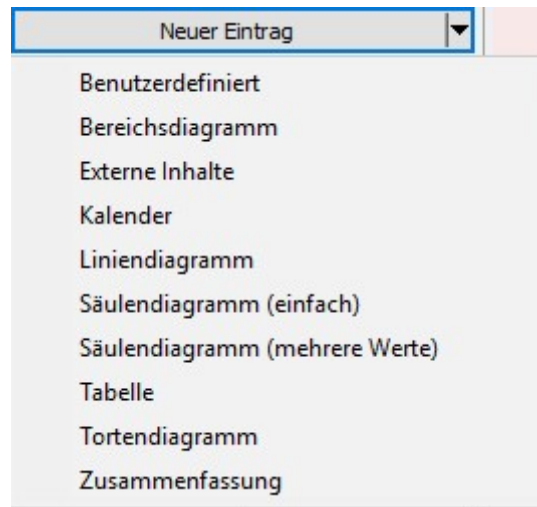 Neuer Eintrag
Benutzerdefiniert
Bereichsdiagramm
Externe Inhalte
Kalender
Liniendiagramm
Säulendiagramm (einfach)
Säulendiagramm (mehrere Werte)
Tabelle
Tortendiagramm
Zusammenfassung